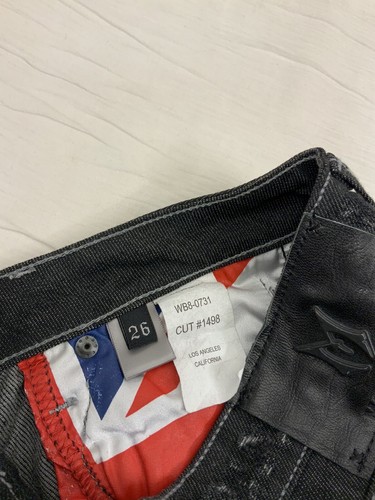 26
WB8-0731
CUT #1498
LOS ANGELES
CALIFORNIA